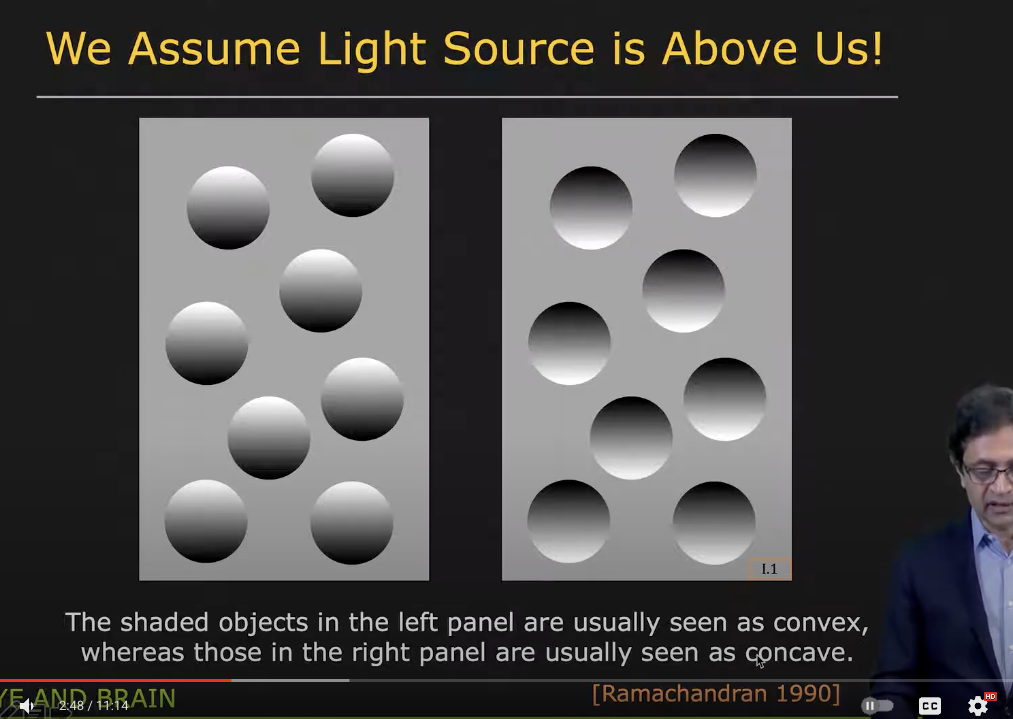 We Assume Light Source is Above Us!
I.1
The shaded objects in the left panel are usually seen as convex,
whereas those in the right panel are usually seen as concave.
[Ramachandran 1990]
YE AND BRAIN
2:48 / 11:14
CC
HD